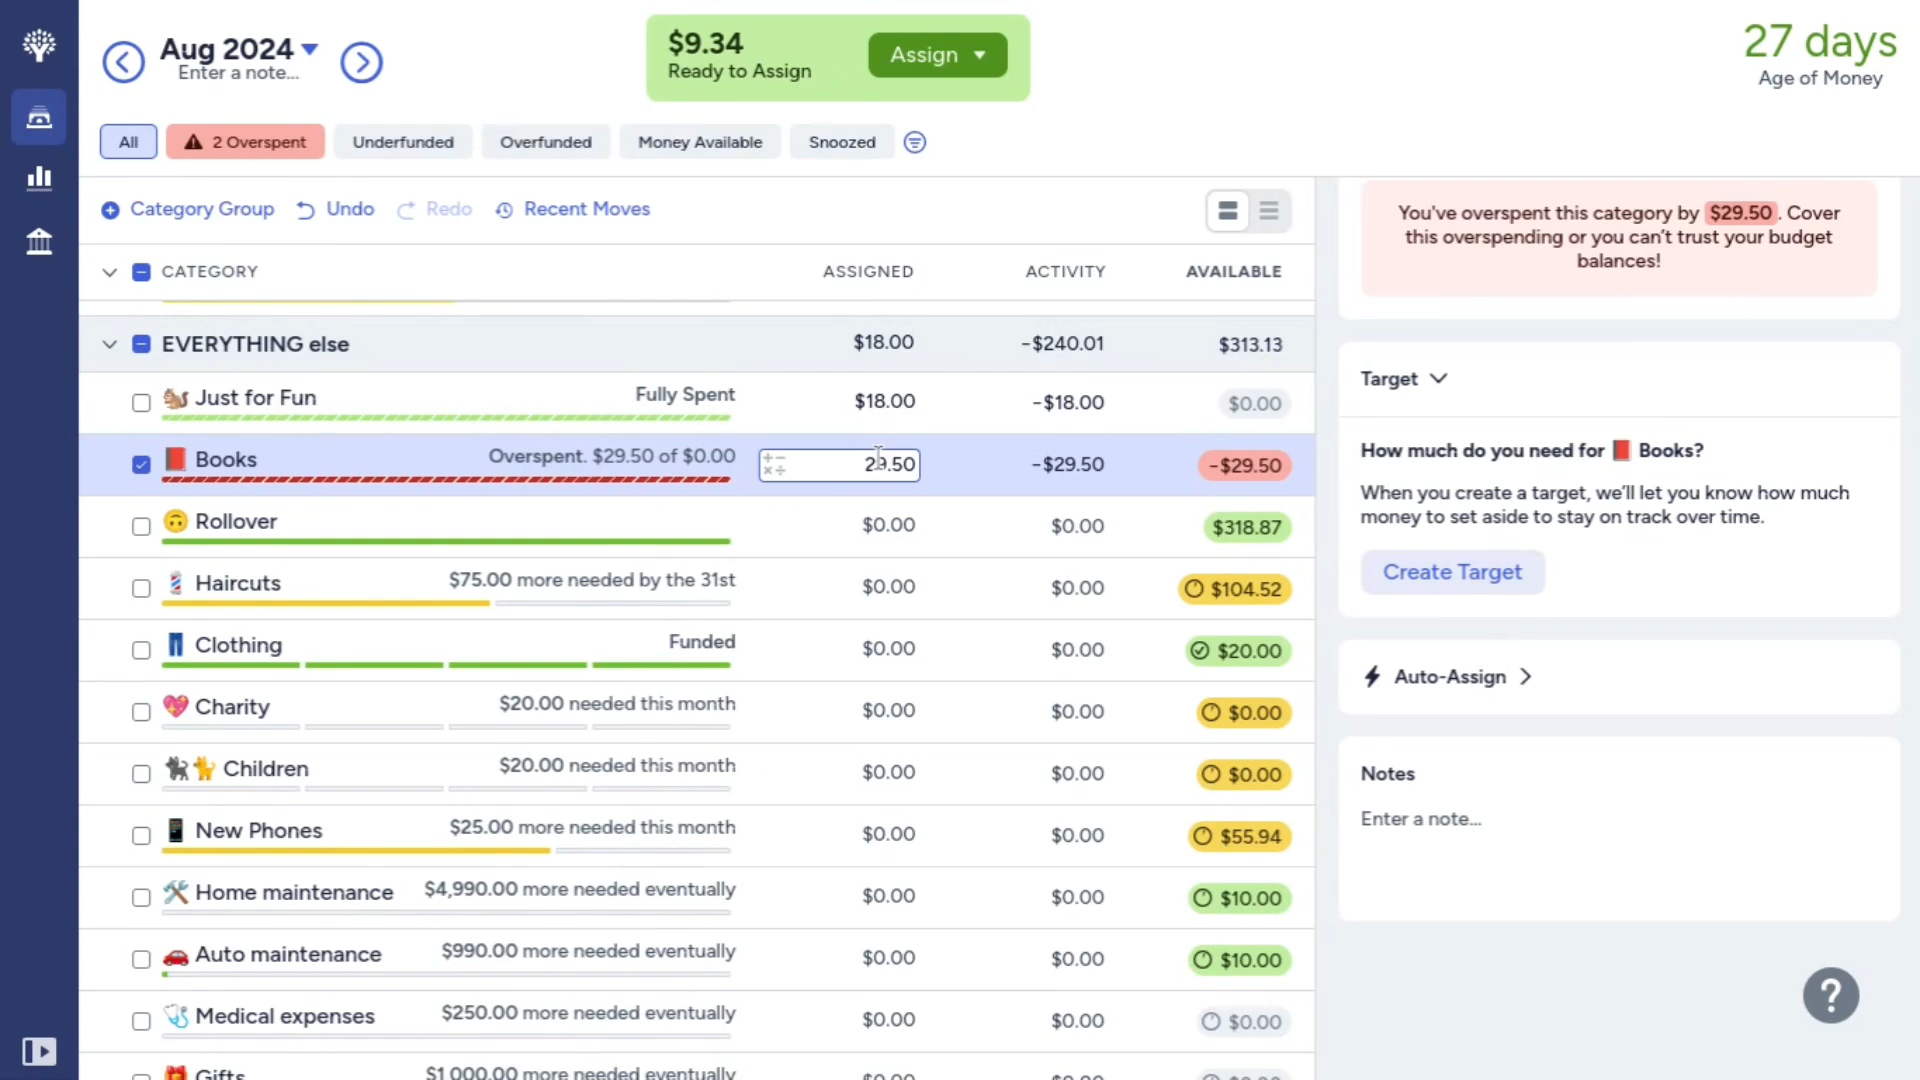 Aug 2024
Enter a note...
$9.34
Ready to Assign
Assign
27 days
Age of Money
All
2 Overspent
Underfunded
Overfunded
Money Available
Snoozed
Category Group
Undo
Redo
Recent Moves
CATEGORY ASSIGNED ACTIVITY AVAILABLE
EVERYTHING else $18.00 -$240.01 $313.13
Just for Fun Fully Spent $18.00 -$18.00 $0.00
Books Overspent. $29.50 of $0.00 29.50 -$29.50 -$29.50
Rollover $0.00 $0.00 $318.87
Haircuts $75.00 more needed by the 31st $0.00 $0.00 $104.52
Clothing Funded $0.00 $0.00 $20.00
Charity $20.00 needed this month $0.00 $0.00 $0.00
Children $20.00 needed this month $0.00 $0.00 $0.00
New Phones $25.00 more needed this month $0.00 $0.00 $55.94
Home maintenance $4,990.00 more needed eventually $0.00 $0.00 $10.00
Auto maintenance $990.00 more needed eventually $0.00 $0.00 $10.00
Medical expenses $250.00 more needed eventually $0.00 $0.00 $0.00
Gifts $1,000.00 more needed eventually
You've overspent this category by $29.50. Cover
this overspending or you can't trust your budget
balances!
Target
How much do you need for Books?
When you create a target, we'll let you know how much
money to set aside to stay on track over time.
Create Target
Auto-Assign
Notes
Enter a note...
?